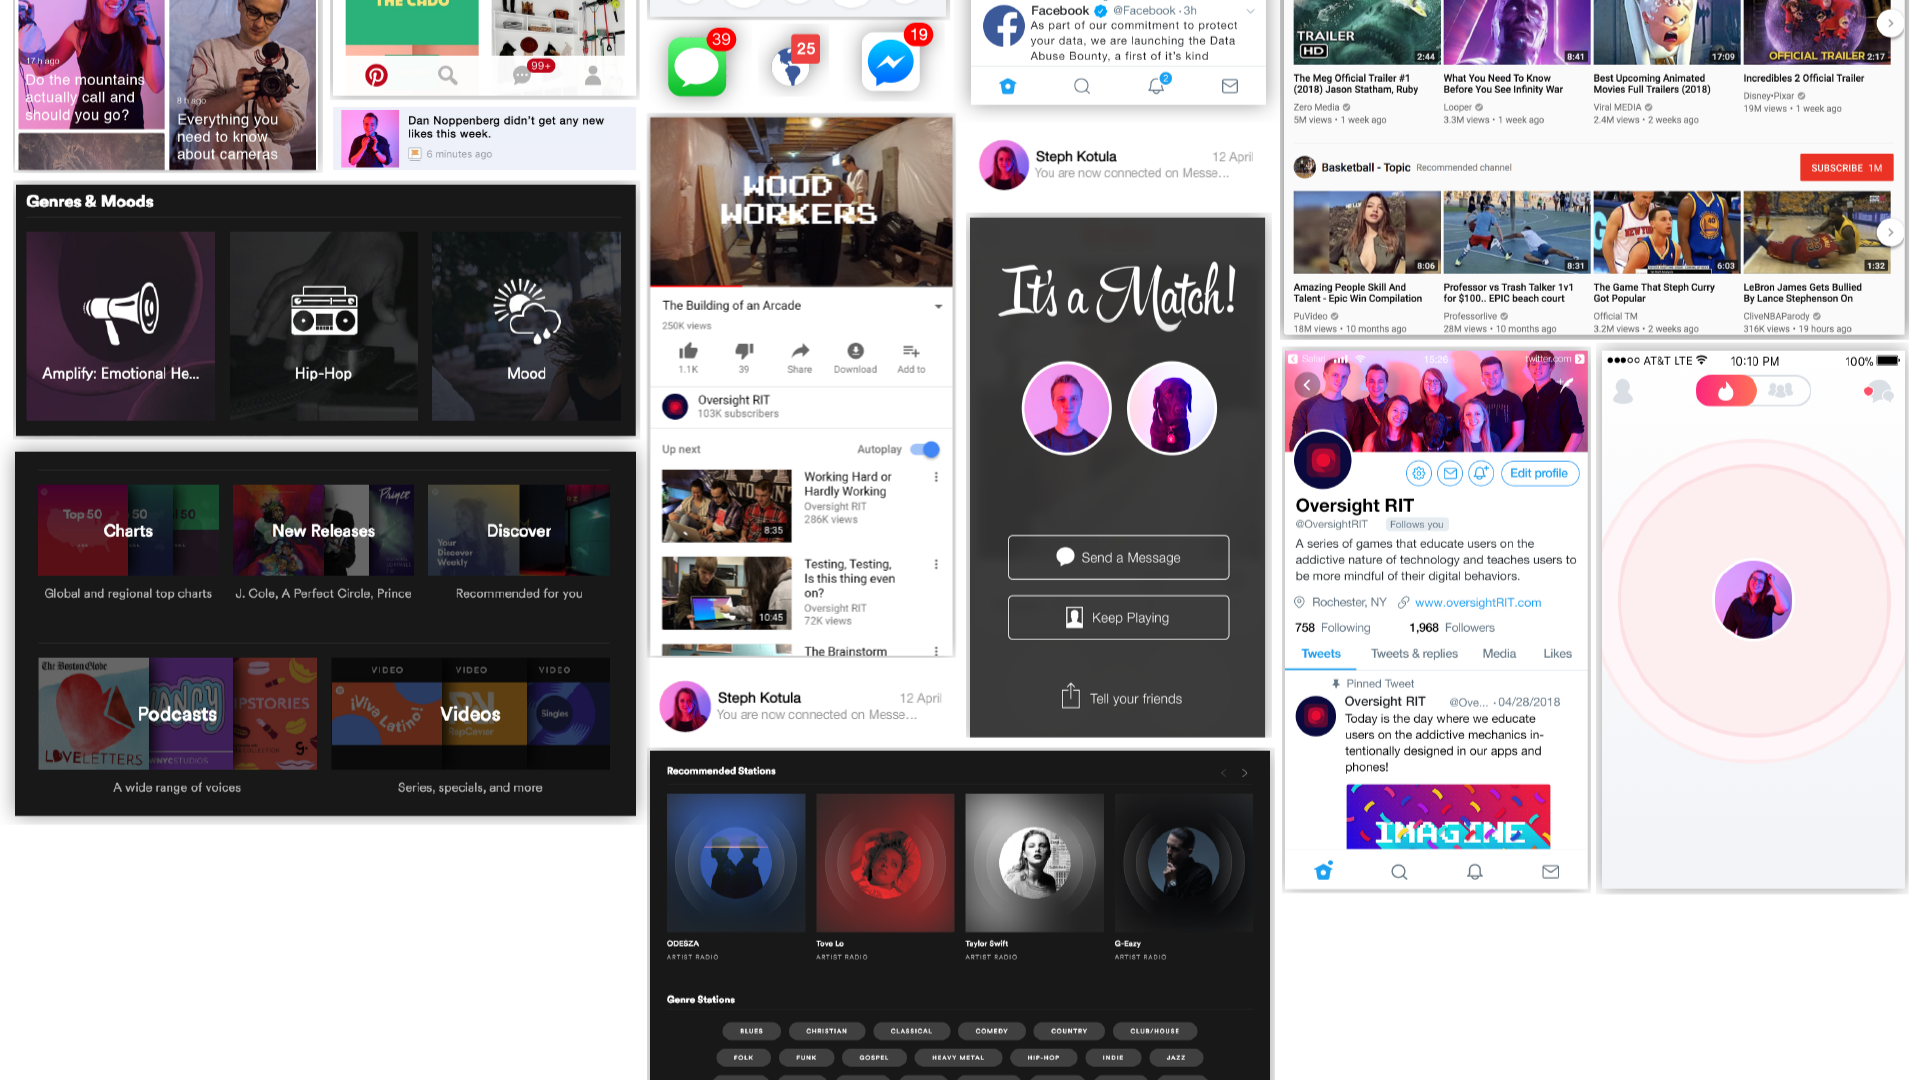 17 h ago
Do the mountains
actually call and
should you go?
8 h ago
Everything you
need to know
about cameras
THE CADO
99+
Dan Noppenberg didn't get any new
likes this week.
6 minutes ago
Genres & Moods
Amplify: Emotional He...
Hip-Hop
Mood
Top 50
50
50
Charts
Global and regional top charts
Prince
New Releases
J. Cole, A Perfect Circle, Prince
Your
Discover
Weekly
Discover
Recommended for you
The Boston Globe
LOVELETTERS
WNYCSTUDIOS
Podcasts
A wide range of voices
VIDEO
VIDEO
VIDEO
¡Viva Latino!
RapCaviar
Singles
Videos
Series, specials, and more
39
25
19
WOOD
WORKERS
The Building of an Arcade
250K views
1.1K
39
Share
Download
Add to
Oversight RIT
103K subscribers
Up next
Autoplay
8:35
Working Hard or
Hardly Working
Oversight RIT
286K views
10:45
Testing, Testing,
Is this thing even
on?
Oversight RIT
72K views
The Brainstorm
Steph Kotula
12 April
You are now connected on Messe...
Facebook @Facebook · 3h
As part of our commitment to protect
your data, we are launching the Data
Abuse Bounty, a first of it's kind
2
Steph Kotula
12 April
You are now connected on Messe...
It's a Match!
Send a Message
Keep Playing
Tell your friends
Recommended Stations
ODESZA
ARTIST RADIO
Tove Lo
ARTIST RADIO
Taylor Swift
ARTIST RADIO
G-Eazy
ARTIST RADIO
Genre Stations
BLUES
CHRISTIAN
CLASSICAL
COMEDY
COUNTRY
CLUB/HOUSE
FOLK
FUNK
GOSPEL
HEAVY METAL
HIP-HOP
INDIE
JAZZ
TRAILER
HD
2:44
The Meg Official Trailer #1
(2018) Jason Statham, Ruby
Zero Media
5M views • 1 week ago
8:41
What You Need To Know
Before You See Infinity War
Looper
3.3M views • 1 week ago
17:09
Best Upcoming Animated
Movies Full Trailers (2018)
Viral MEDIA
2.4M views • 2 weeks ago
OFFICIAL TRAILER
2:17
Incredibles 2 Official Trailer
Disney•Pixar
19M views • 1 week ago
Basketball - Topic
Recommended channel
SUBSCRIBE 1M
8:06
Amazing People Skill And
Talent - Epic Win Compilation
PuVideo
18M views • 10 months ago
8:31
Professor vs Trash Talker 1v1
for $100.. EPIC beach court
Professorlive
28M views • 10 months ago
6:03
The Game That Steph Curry
Got Popular
Official TM
3.2M views • 2 weeks ago
1:32
LeBron James Gets Bullied
By Lance Stephenson On
CliveNBAParody
316K views • 19 hours ago
Safari
15:26
twitter.com
Edit profile
Oversight RIT
@OversightRIT
Follows you
A series of games that educate users on the
addictive nature of technology and teaches users to
be more mindful of their digital behaviors.
Rochester, NY
www.oversightRIT.com
758 Following
1,968 Followers
Tweets
Tweets & replies
Media
Likes
Pinned Tweet
Oversight RIT @Ove... · 04/28/2018
Today is the day where we educate
users on the addictive mechanics in-
tentionally designed in our apps and
phones!
IMAGINE
AT&T LTE
10:10 PM
100%